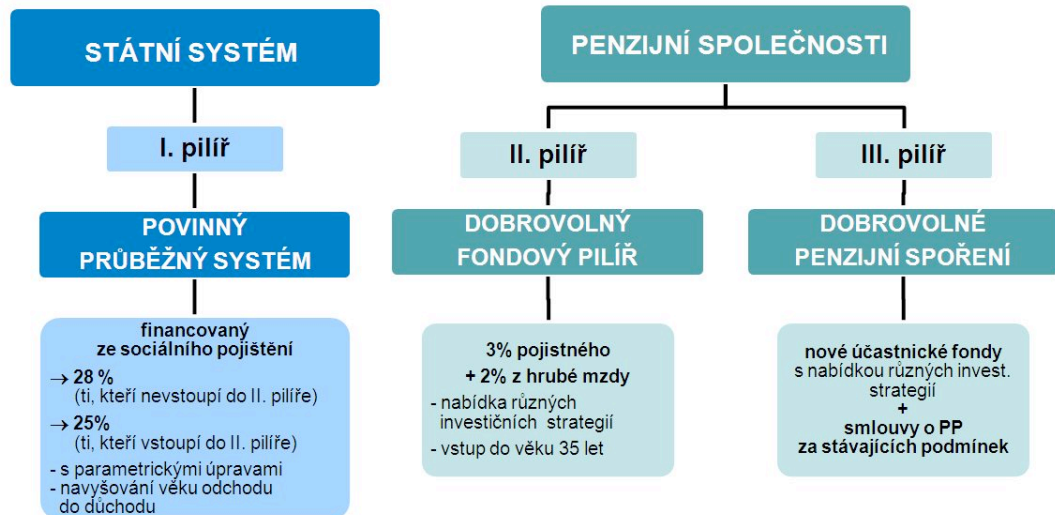 STÁTNÍ SYSTÉM
I. pilíř
POVINNÝ
PRŮBĚŽNÝ SYSTÉM
financovaný
ze sociálního pojištění
→ 28 %
(ti, kteří nevstoupí do II. pilíře)
→ 25%
(ti, kteří vstoupí do II. pilíře)
- s parametrickými úpravami
- navyšování věku odchodu
do důchodu
PENZIJNÍ SPOLEČNOSTI
II. pilíř
DOBROVOLNÝ
FONDOVÝ PILÍŘ
3% pojistného
+ 2% z hrubé mzdy
- nabídka různých
investičních strategií
- vstup do věku 35 let
III. pilíř
DOBROVOLNÉ
PENZIJNÍ SPOŘENÍ
nové účastnické fondy
s nabídkou různých invest.
strategií
+
smlouvy o PP
za stávajících podmínek